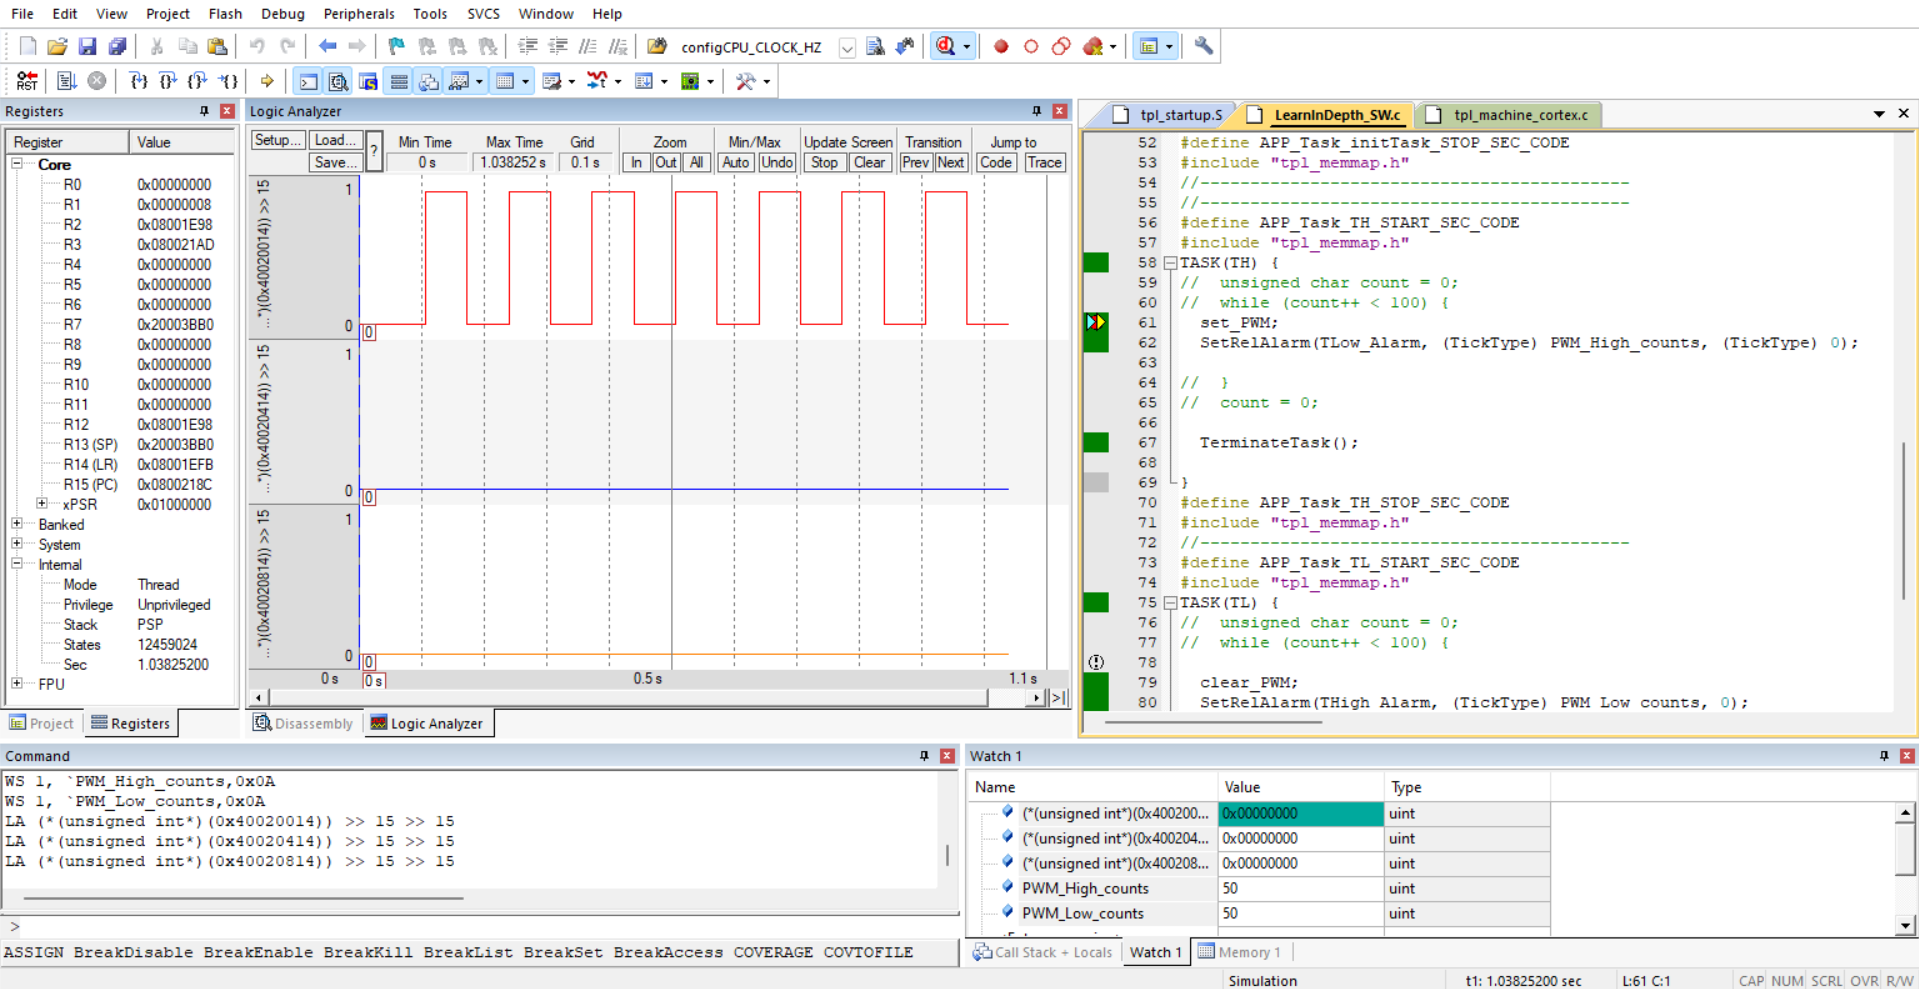 File Edit View Project Flash Debug Peripherals Tools SVCS Window Help
configCPU_CLOCK_HZ
RST
Registers
Register Value
Core
R0 0x00000000
R1 0x00000008
R2 0x08001E98
R3 0x080021AD
R4 0x00000000
R5 0x00000000
R6 0x00000000
R7 0x20003BB0
R8 0x00000000
R9 0x00000000
R10 0x00000000
R11 0x00000000
R12 0x08001E98
R13 (SP) 0x20003BB0
R14 (LR) 0x08001EFB
R15 (PC) 0x0800218C
xPSR 0x01000000
Banked
System
Internal
Mode Thread
Privilege Unprivileged
Stack PSP
States 12459024
Sec 1.03825200
FPU
Project Registers
Logic Analyzer
Setup... Load... Save... ?
Min Time Max Time Grid Zoom Min/Max Update Screen Transition Jump to
0 s 1.038252 s 0.1 s In Out All Auto Undo Stop Clear Prev Next Code Trace
...*)(0x40020014)) >> 15
1
0
0
...*)(0x40020414)) >> 15
1
0
0
...*)(0x40020814)) >> 15
1
0
0
0 s 0 s 0.5 s 1.1 s
Disassembly Logic Analyzer
tpl_startup.S LearnInDepth_SW.c tpl_machine_cortex.c
52 #define APP_Task_initTask_STOP_SEC_CODE
53 #include "tpl_memmap.h"
54 //-------------------------------------------
55 //-------------------------------------------
56 #define APP_Task_TH_START_SEC_CODE
57 #include "tpl_memmap.h"
58 TASK(TH) {
59 // unsigned char count = 0;
60 // while (count++ < 100) {
61 set_PWM;
62 SetRelAlarm(TLow_Alarm, (TickType) PWM_High_counts, (TickType) 0);
63
64 // }
65 // count = 0;
66
67 TerminateTask();
68
69 }
70 #define APP_Task_TH_STOP_SEC_CODE
71 #include "tpl_memmap.h"
72 //-------------------------------------------
73 #define APP_Task_TL_START_SEC_CODE
74 #include "tpl_memmap.h"
75 TASK(TL) {
76 // unsigned char count = 0;
77 // while (count++ < 100) {
78
79 clear_PWM;
80 SetRelAlarm(THigh_Alarm, (TickType) PWM_Low_counts, 0);
Command
WS 1, `PWM_High_counts,0x0A
WS 1, `PWM_Low_counts,0x0A
LA (*(unsigned int*)(0x40020014)) >> 15 >> 15
LA (*(unsigned int*)(0x40020414)) >> 15 >> 15
LA (*(unsigned int*)(0x40020814)) >> 15 >> 15
>
ASSIGN BreakDisable BreakEnable BreakKill BreakList BreakSet BreakAccess COVERAGE COVTOFILE
Watch 1
Name Value Type
(*(unsigned int*)(0x400200... 0x00000000 uint
(*(unsigned int*)(0x400204... 0x00000000 uint
(*(unsigned int*)(0x400208... 0x00000000 uint
PWM_High_counts 50 uint
PWM_Low_counts 50 uint
Call Stack + Locals Watch 1 Memory 1
Simulation t1: 1.03825200 sec L:61 C:1 CAP NUM SCRL OVR R/W